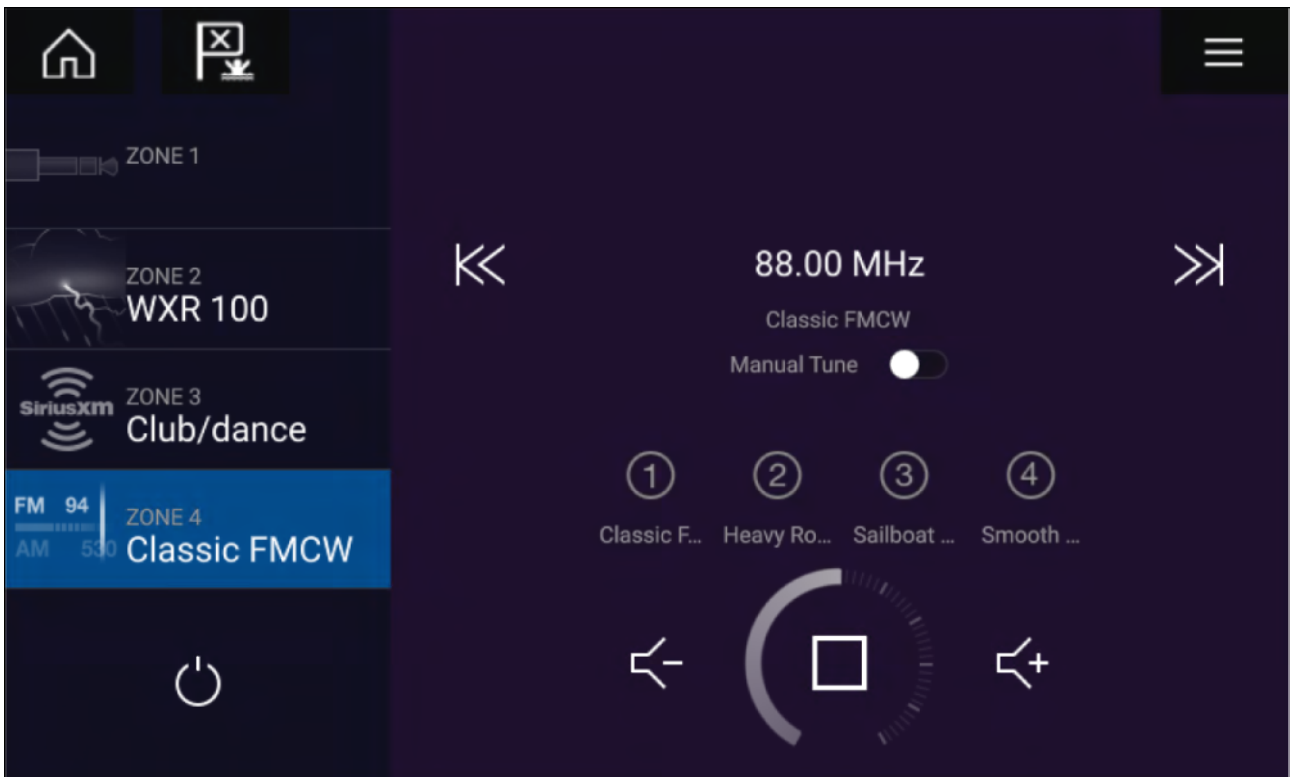 ZONE 1
ZONE 2
WXR 100
SiriusXM
ZONE 3
Club/dance
FM 94
AM 530
ZONE 4
Classic FMCW
88.00 MHz
Classic FMCW
Manual Tune
1 2 3 4
Classic F... Heavy Ro... Sailboat ... Smooth ...